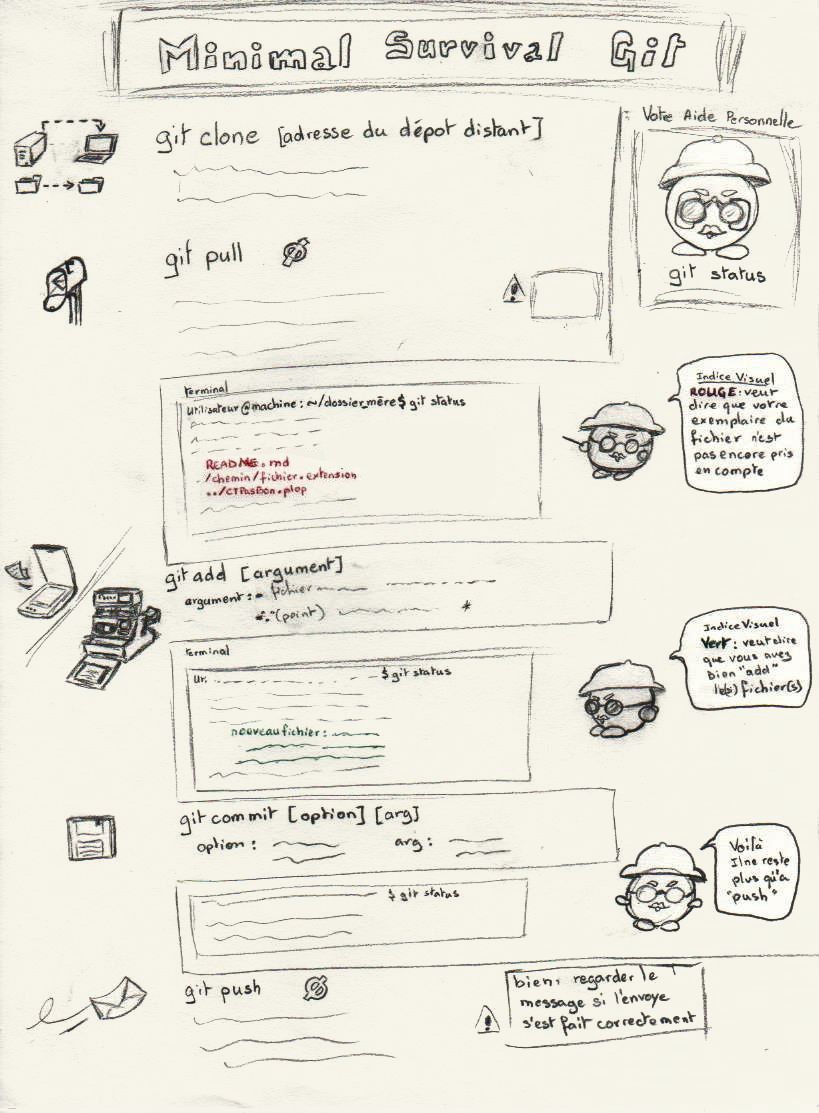 Minimal Survival Git
git clone [adresse du dépot distant]
Votre Aide Personnelle
git status
git pull
Terminal
Utilisateur@machine: ~/dossier_mère$ git status
README.md
/chemin/fichier.extension
../CTPasBon.plop
Indice Visuel
ROUGE: veut
dire que votre
exemplaire du
fichier n'est
pas encore pris
en compte
git add [argument]
argument: - fichier
"." (point)
*
Terminal
Uti
$ git status
nouveau fichier:
Indice Visuel
Vert: veut dire
que vous avez
bien "add"
le(s) fichier(s)
git commit [option] [arg]
option:
arg:
$ git status
Voilà
Il ne reste
plus qu'a
"push"
git push
bien regarder le
message si l'envoye
s'est fait correctement